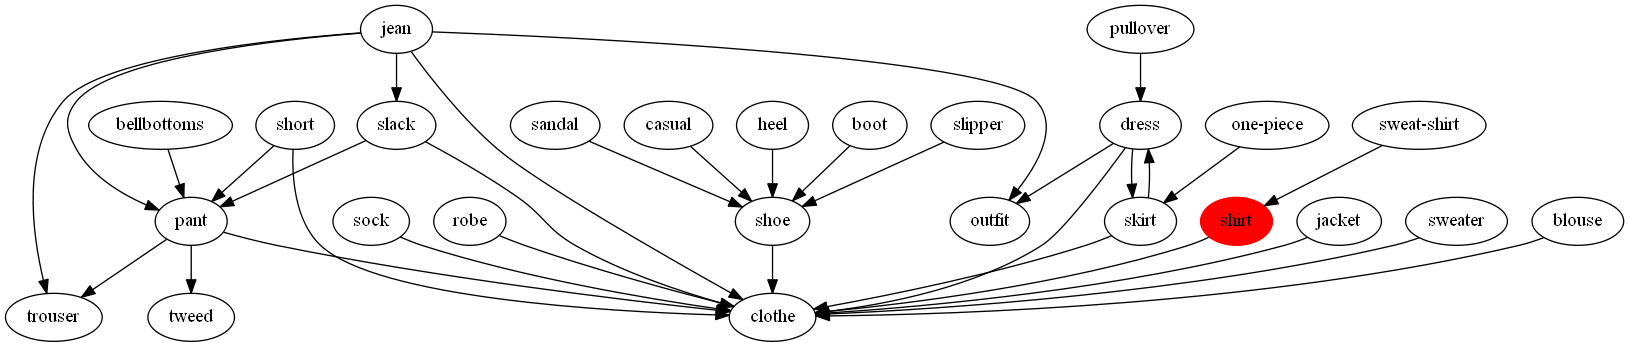 jean
pullover
bellbottoms
short
slack
sandal
casual
heel
boot
slipper
dress
one-piece
sweat-shirt
pant
sock
robe
shoe
outfit
skirt
shirt
jacket
sweater
blouse
trouser
tweed
clothe